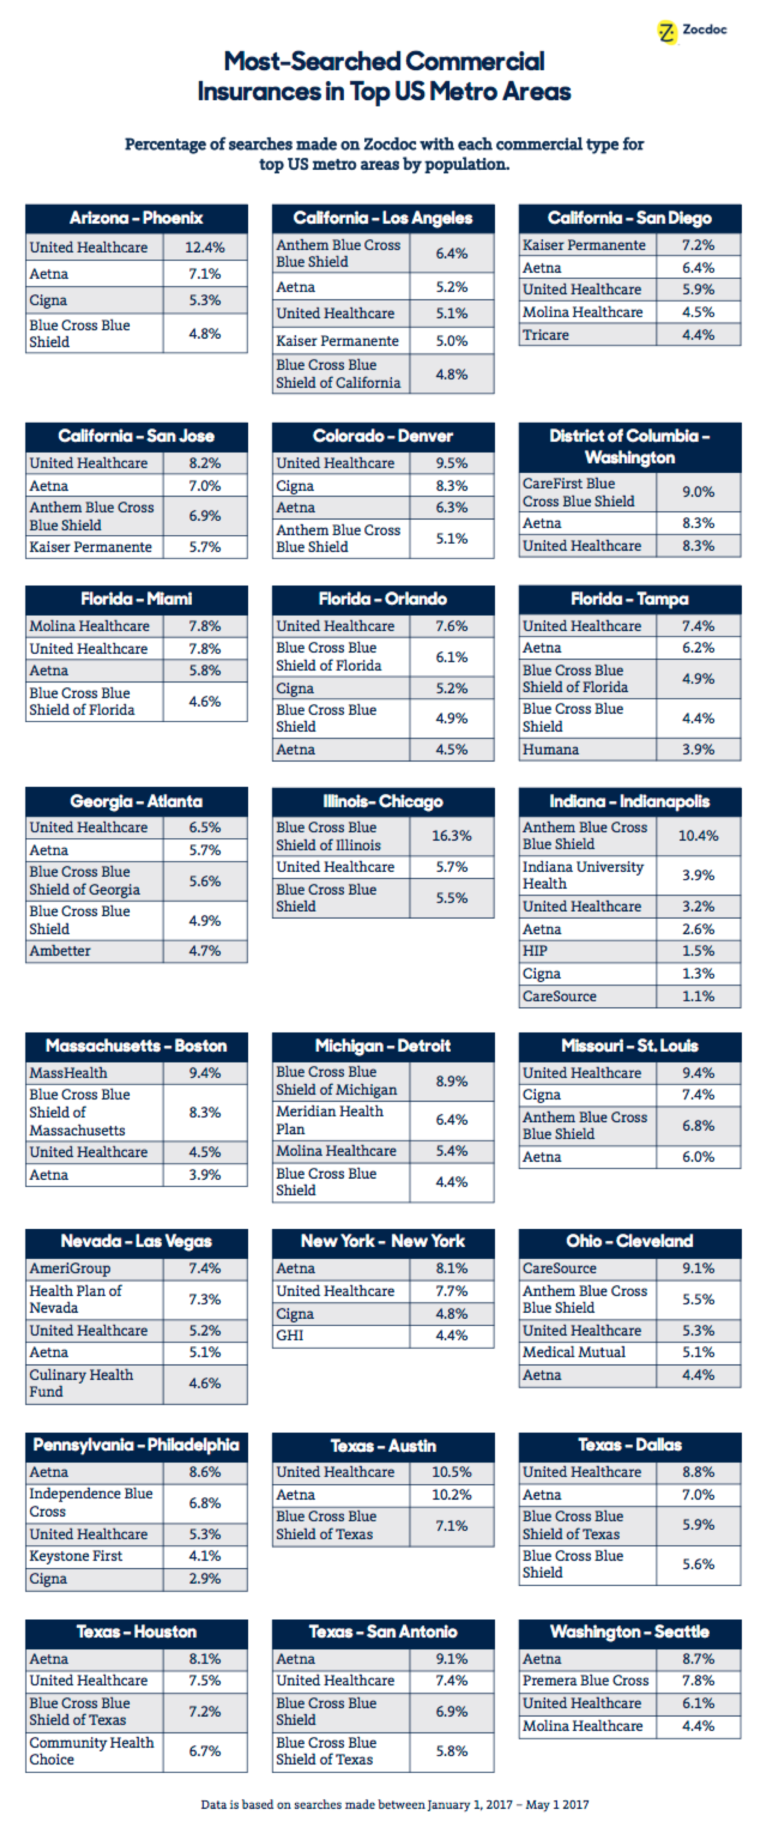 Zocdoc
Most-Searched Commercial
Insurances in Top US Metro Areas
Percentage of searches made on Zocdoc with each commercial type for
top US metro areas by population.
Arizona - Phoenix
United Healthcare 12.4%
Aetna 7.1%
Cigna 5.3%
Blue Cross Blue
Shield 4.8%
California - Los Angeles
Anthem Blue Cross
Blue Shield 6.4%
Aetna 5.2%
United Healthcare 5.1%
Kaiser Permanente 5.0%
Blue Cross Blue
Shield of California 4.8%
California - San Diego
Kaiser Permanente 7.2%
Aetna 6.4%
United Healthcare 5.9%
Molina Healthcare 4.5%
Tricare 4.4%
California - San Jose
United Healthcare 8.2%
Aetna 7.0%
Anthem Blue Cross
Blue Shield 6.9%
Kaiser Permanente 5.7%
Colorado - Denver
United Healthcare 9.5%
Cigna 8.3%
Aetna 6.3%
Anthem Blue Cross
Blue Shield 5.1%
District of Columbia -
Washington
CareFirst Blue
Cross Blue Shield 9.0%
Aetna 8.3%
United Healthcare 8.3%
Florida - Miami
Molina Healthcare 7.8%
United Healthcare 7.8%
Aetna 5.8%
Blue Cross Blue
Shield of Florida 4.6%
Florida - Orlando
United Healthcare 7.6%
Blue Cross Blue
Shield of Florida 6.1%
Cigna 5.2%
Blue Cross Blue
Shield 4.9%
Aetna 4.5%
Florida - Tampa
United Healthcare 7.4%
Aetna 6.2%
Blue Cross Blue
Shield of Florida 4.9%
Blue Cross Blue
Shield 4.4%
Humana 3.9%
Georgia - Atlanta
United Healthcare 6.5%
Aetna 5.7%
Blue Cross Blue
Shield of Georgia 5.6%
Blue Cross Blue
Shield 4.9%
Ambetter 4.7%
Illinois- Chicago
Blue Cross Blue
Shield of Illinois 16.3%
United Healthcare 5.7%
Blue Cross Blue
Shield 5.5%
Indiana - Indianapolis
Anthem Blue Cross
Blue Shield 10.4%
Indiana University
Health 3.9%
United Healthcare 3.2%
Aetna 2.6%
HIP 1.5%
Cigna 1.3%
CareSource 1.1%
Massachusetts - Boston
MassHealth 9.4%
Blue Cross Blue
Shield of
Massachusetts 8.3%
United Healthcare 4.5%
Aetna 3.9%
Michigan - Detroit
Blue Cross Blue
Shield of Michigan 8.9%
Meridian Health
Plan 6.4%
Molina Healthcare 5.4%
Blue Cross Blue
Shield 4.4%
Missouri - St. Louis
United Healthcare 9.4%
Cigna 7.4%
Anthem Blue Cross
Blue Shield 6.8%
Aetna 6.0%
Nevada - Las Vegas
AmeriGroup 7.4%
Health Plan of
Nevada 7.3%
United Healthcare 5.2%
Aetna 5.1%
Culinary Health
Fund 4.6%
New York - New York
Aetna 8.1%
United Healthcare 7.7%
Cigna 4.8%
GHI 4.4%
Ohio - Cleveland
CareSource 9.1%
Anthem Blue Cross
Blue Shield 5.5%
United Healthcare 5.3%
Medical Mutual 5.1%
Aetna 4.4%
Pennsylvania - Philadelphia
Aetna 8.6%
Independence Blue
Cross 6.8%
United Healthcare 5.3%
Keystone First 4.1%
Cigna 2.9%
Texas - Austin
United Healthcare 10.5%
Aetna 10.2%
Blue Cross Blue
Shield of Texas 7.1%
Texas - Dallas
United Healthcare 8.8%
Aetna 7.0%
Blue Cross Blue
Shield of Texas 5.9%
Blue Cross Blue
Shield 5.6%
Texas - Houston
Aetna 8.1%
United Healthcare 7.5%
Blue Cross Blue
Shield of Texas 7.2%
Community Health
Choice 6.7%
Texas - San Antonio
Aetna 9.1%
United Healthcare 7.4%
Blue Cross Blue
Shield 6.9%
Blue Cross Blue
Shield of Texas 5.8%
Washington - Seattle
Aetna 8.7%
Premera Blue Cross 7.8%
United Healthcare 6.1%
Molina Healthcare 4.4%
Data is based on searches made between January 1, 2017 - May 1 2017